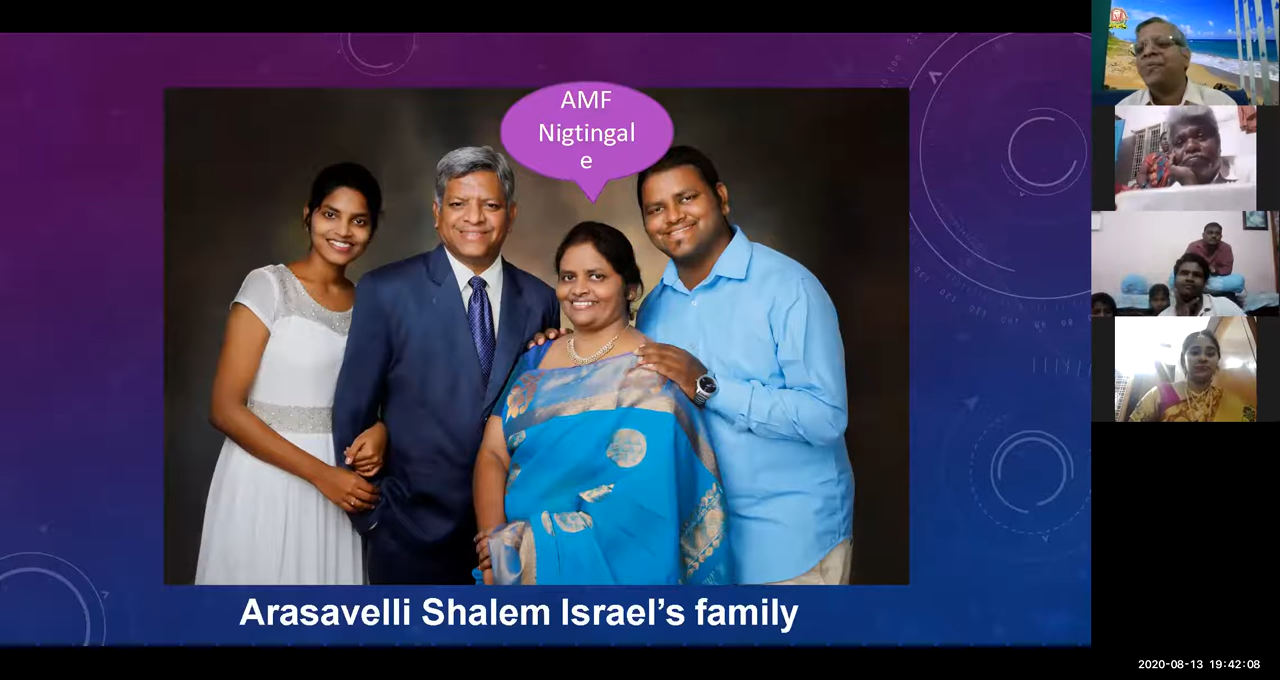 AMF
Nigtingal
e
Arasavelli Shalem Israel’s family
2020-08-13 19:42:08